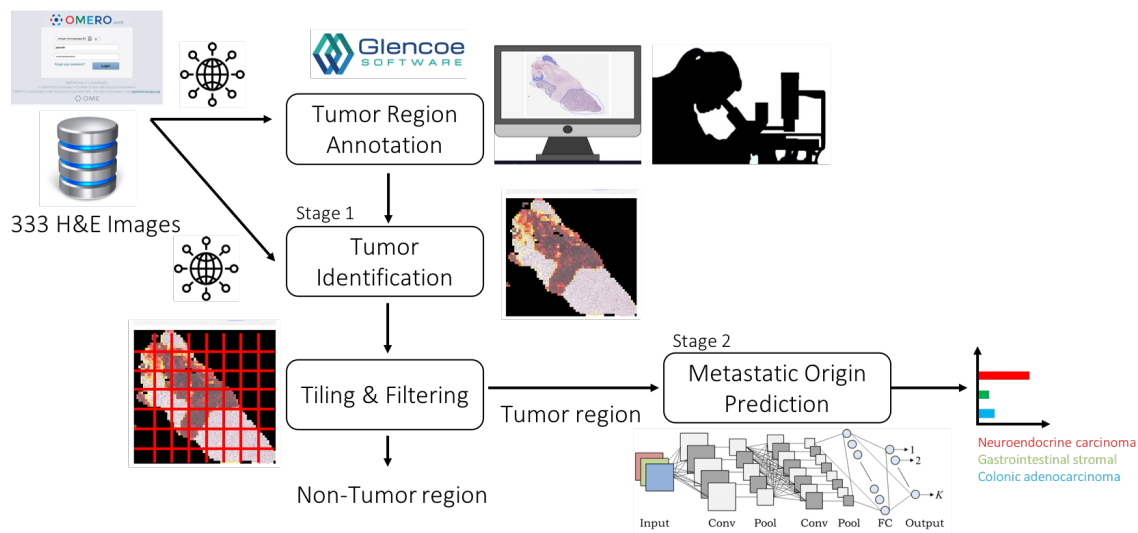 OMERO.web
Login
OME
333 H&E Images
Glencoe
SOFTWARE
Tumor Region
Annotation
Stage 1
Tumor
Identification
Tiling & Filtering
Tumor region
Non-Tumor region
Stage 2
Metastatic Origin
Prediction
Neuroendocrine carcinoma
Gastrointestinal stromal
Colonic adenocarcinoma
1
2
K
Input Conv Pool Conv Pool FC Output